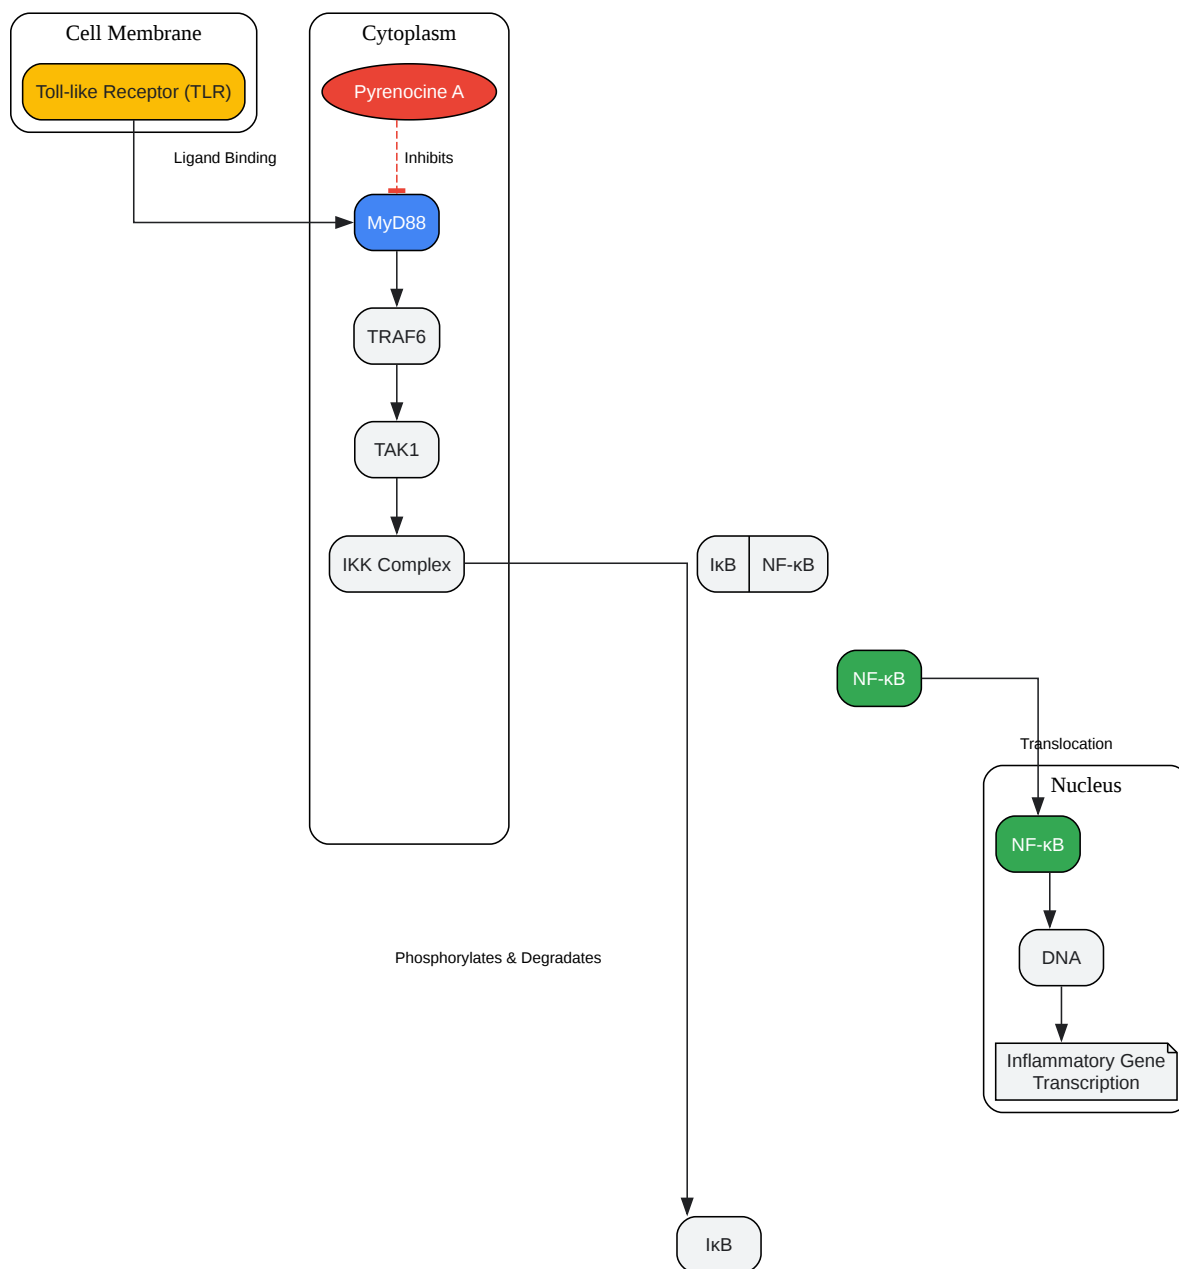 Cell Membrane
Toll-like Receptor (TLR)
Ligand Binding
Cytoplasm
Pyrenocine A
Inhibits
MyD88
TRAF6
TAK1
IKK Complex
IκB
NF-κB
NF-κB
Translocation
Nucleus
NF-κB
DNA
Inflammatory Gene
Transcription
Phosphorylates & Degradates
IκB